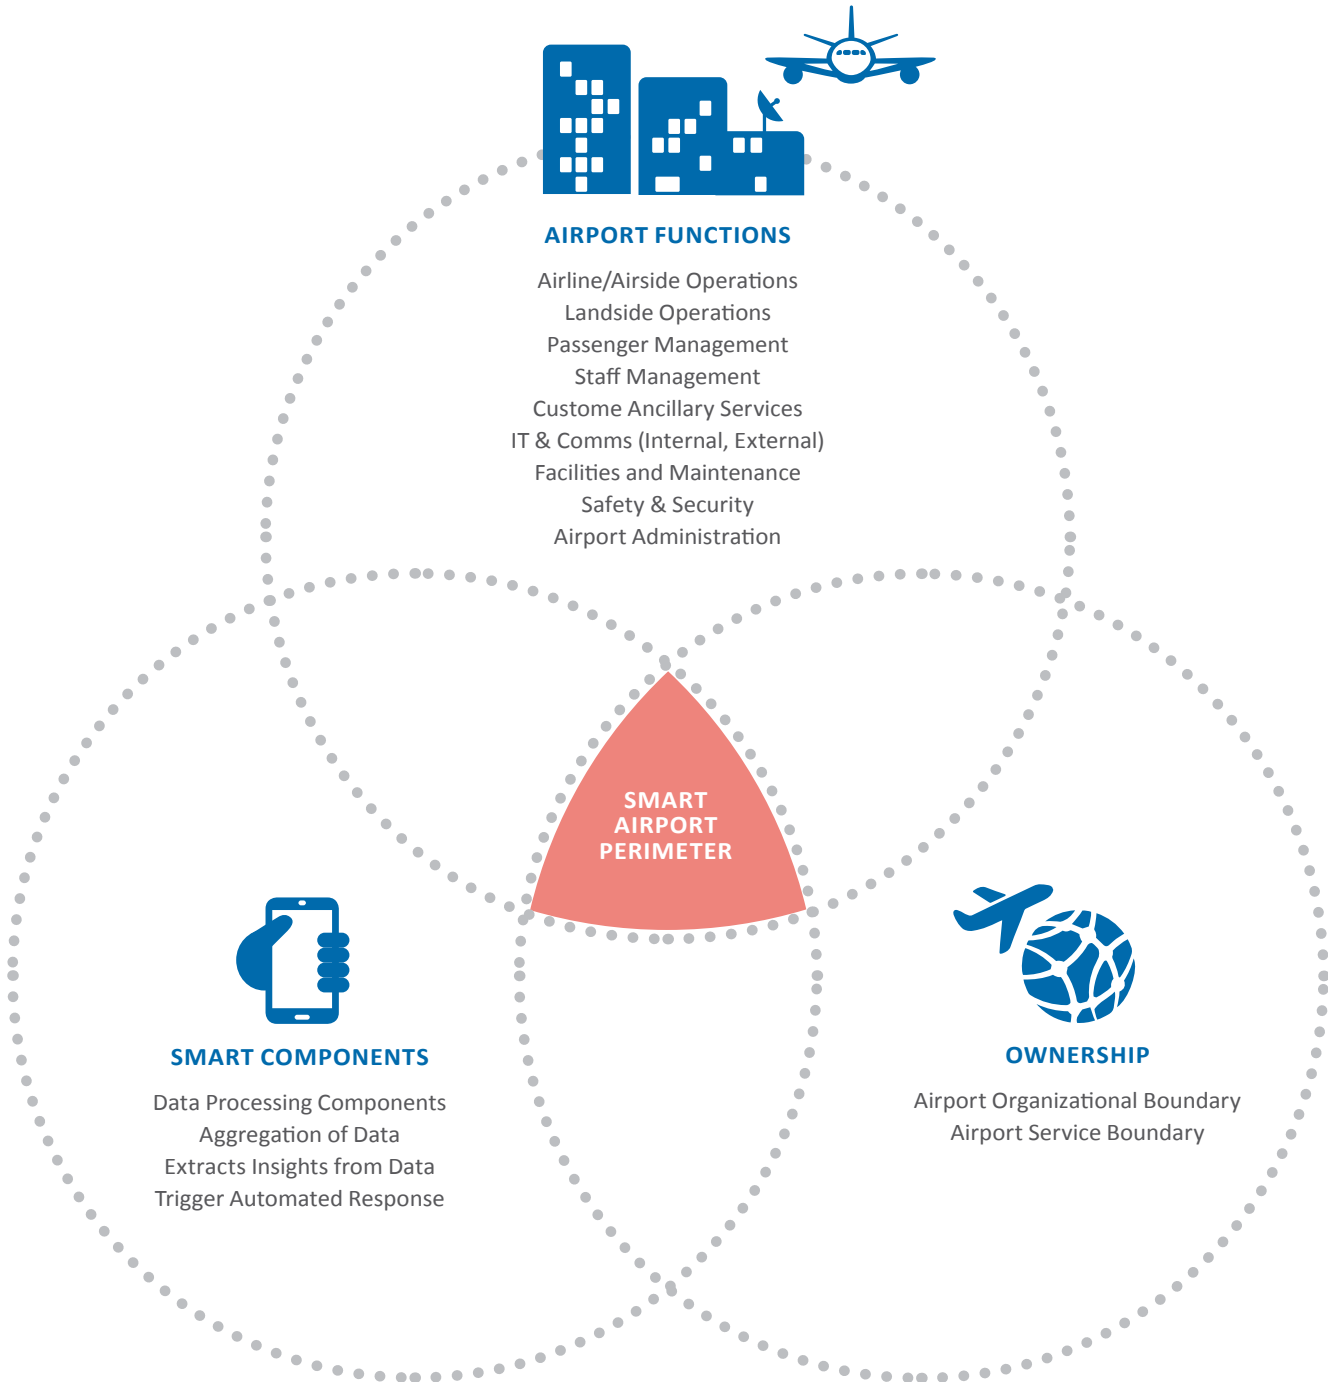 AIRPORT FUNCTIONS
Airline/Airside Operations
Landside Operations
Passenger Management
Staff Management
Custome Ancillary Services
IT & Comms (Internal, External)
Facilities and Maintenance
Safety & Security
Airport Administration
SMART
AIRPORT
PERIMETER
SMART COMPONENTS
Data Processing Components
Aggregation of Data
Extracts Insights from Data
Trigger Automated Response
OWNERSHIP
Airport Organizational Boundary
Airport Service Boundary